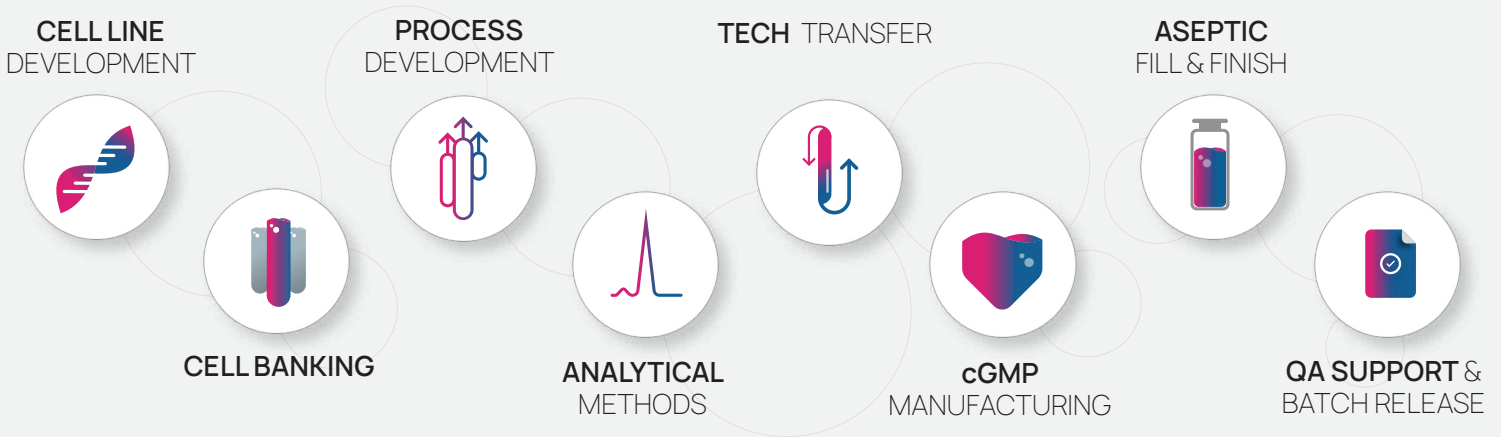 CELL LINE
DEVELOPMENT
CELL BANKING
PROCESS
DEVELOPMENT
ANALYTICAL
METHODS
TECH TRANSFER
cGMP
MANUFACTURING
ASEPTIC
FILL & FINISH
QA SUPPORT &
BATCH RELEASE